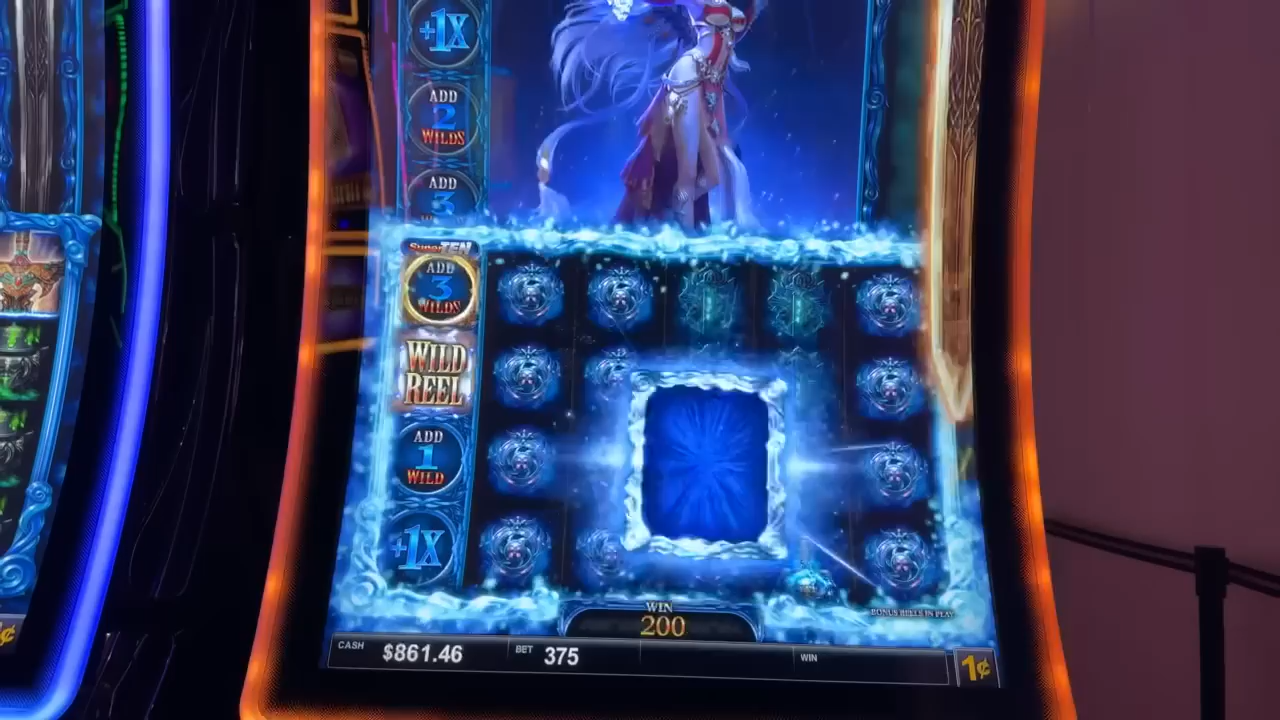 +1X
ADD
2
WILDS
ADD
3
Super TEN
ADD
3
WILDS
WILD
REEL
ADD
1
WILD
+1X
WIN
200
BONUS REELS IN PLAY
CASH $861.46 BET 375 WIN 1¢
¢